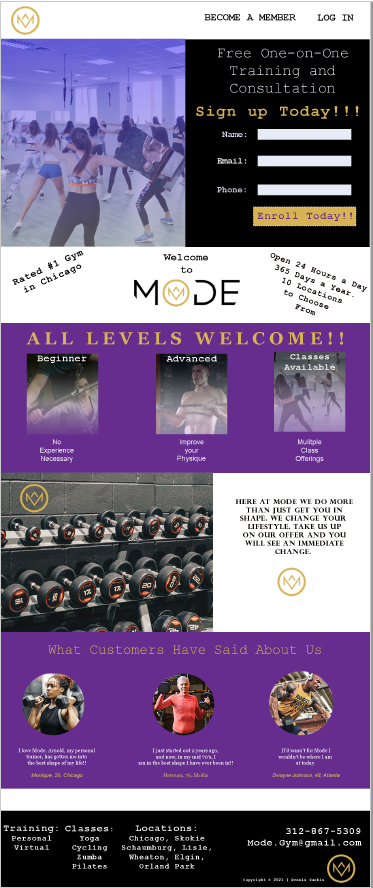 BECOME A MEMBER LOG IN
Free One-on-One
Training and
Consultation
Sign up Today!!!
Name:
Email:
Phone:
Enroll Today!!
Rated #1 Gym
in Chicago
Welcome
to
MODE
Open 24 Hours a Day
365 Days a Year.
10 Locations
to Choose
From
ALL LEVELS WELCOME!!
Beginner
No
Experience
Necessary
Advanced
Improve
your
Physique
Classes
Available
Mulitple
Class
Offerings
HERE AT MODE WE DO MORE
THAN JUST GET YOU IN
SHAPE. WE CHANGE YOUR
LIFESTYLE. TAKE US UP
ON OUR OFFER AND YOU
WILL SEE AN IMMEDIATE
CHANGE.
What Customers Have Said About Us
I love Mode. Arnold, my personal
trainer, has gotten me into
the best shape of my life!!
Monique, 28, Chicago
I just started out 2 years ago,
and now, in my mid 70's, I
am in the best shape I have ever been in!!
Herman, 76, Skokie
If it wasn't for Mode I
wouldn't be where I am
at today.
Dwayne Johnson, 48, Atlanta
Training:
Personal
Virtual
Classes:
Yoga
Cycling
Zumba
Pilates
Locations:
Chicago, Skokie
Schaumburg, Lisle,
Wheaton, Elgin,
Orland Park
312-867-5309
Mode.Gym@gmail.com
Copyright © 2021 | Dennis